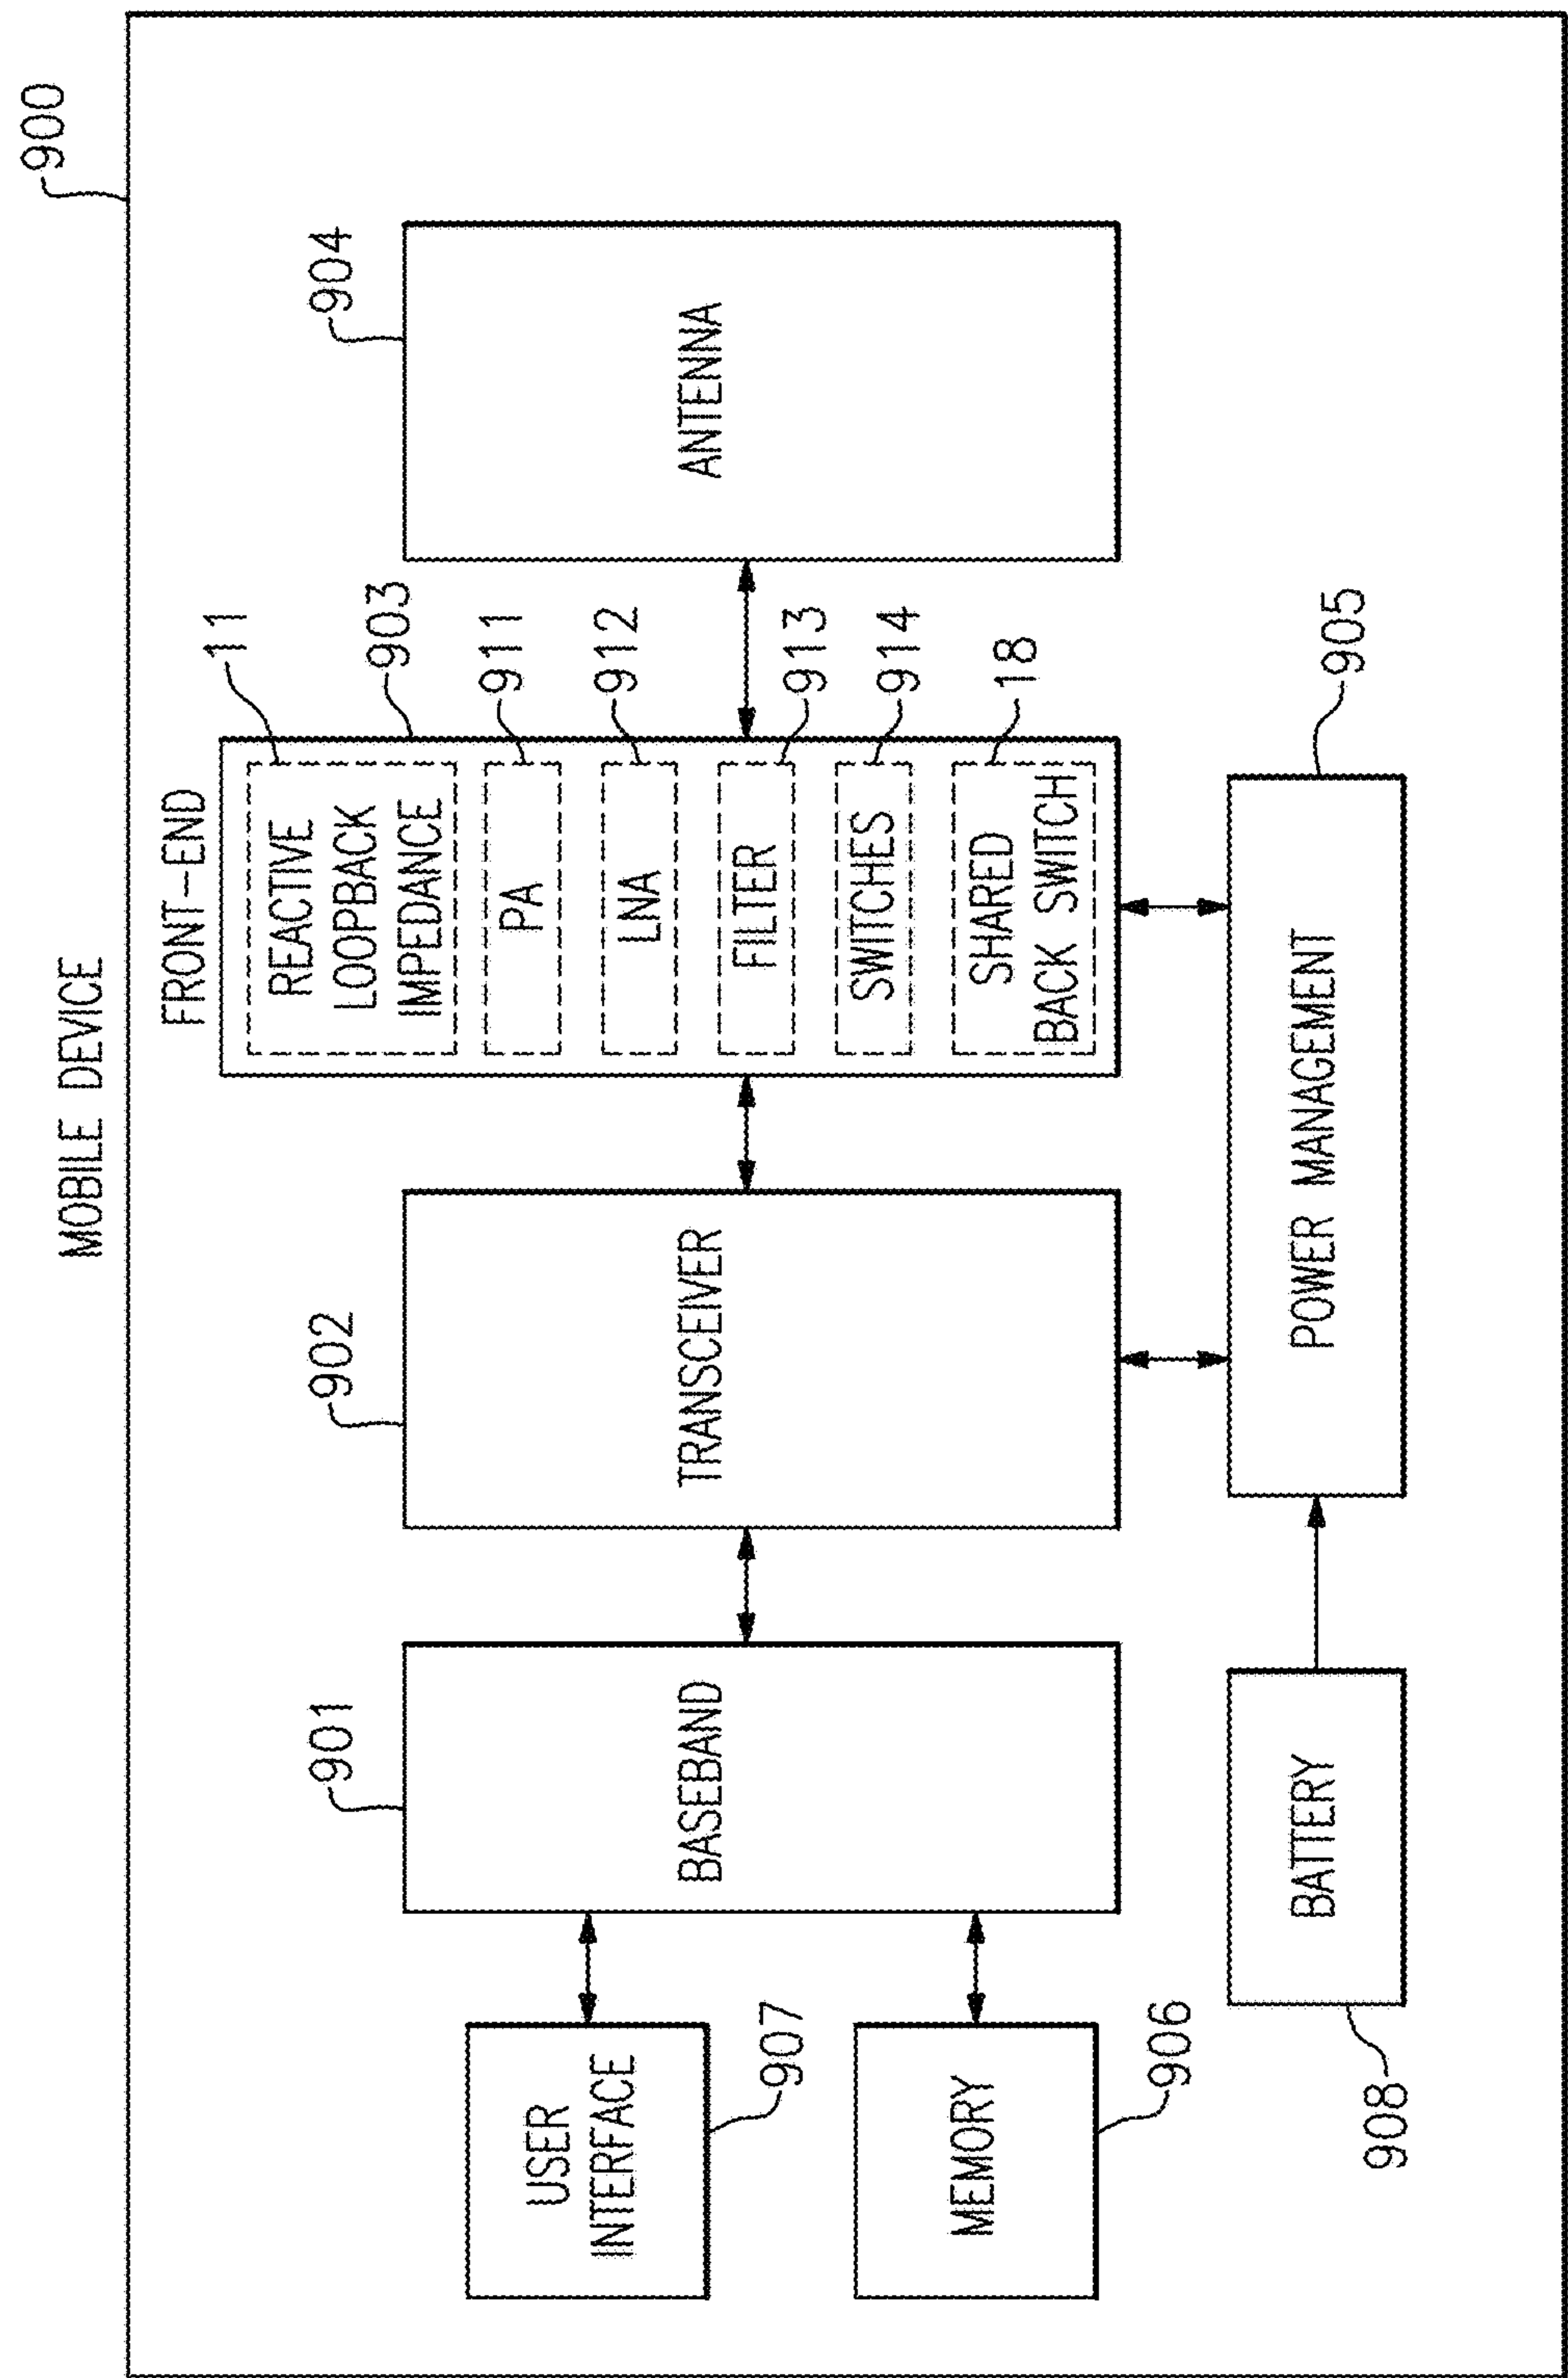 900
MOBILE DEVICE
FRONT-END
11
903
REACTIVE
LOOPBACK
IMPEDANCE
911
PA
912
LNA
913
FILTER
914
SWITCHES
18
SHARED
BACK SWITCH
904
ANTENNA
902
TRANSCEIVER
901
BASEBAND
USER
INTERFACE
907
MEMORY
906
BATTERY
908
POWER MANAGEMENT
905